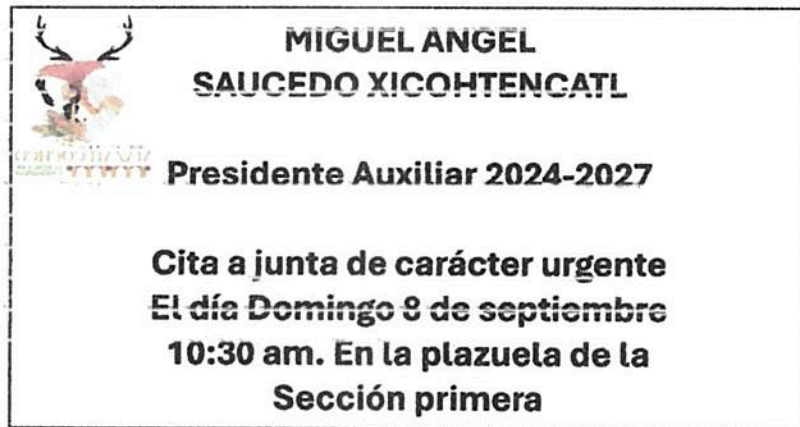 MIGUEL ANGEL
SAUCEDO XICOHTENCATL
Presidente Auxiliar 2024-2027
Cita a junta de carácter urgente
El día Domingo 8 de septiembre
10:30 am. En la plazuela de la
Sección primera